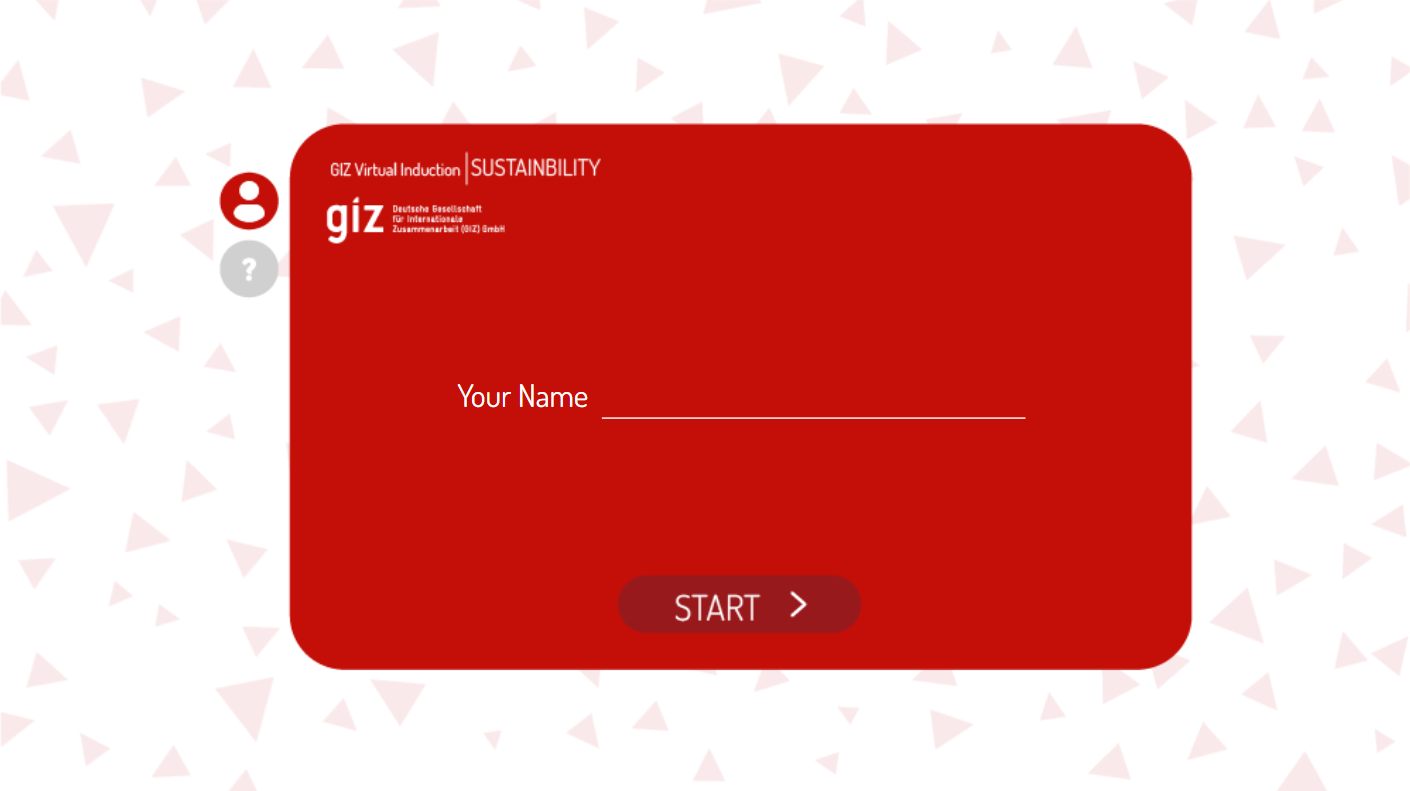 GIZ Virtual Induction | SUSTAINBILITY
giz Deutsche Gesellschaft
für Internationale
Zusammenarbeit (GIZ) GmbH
?
Your Name
START >